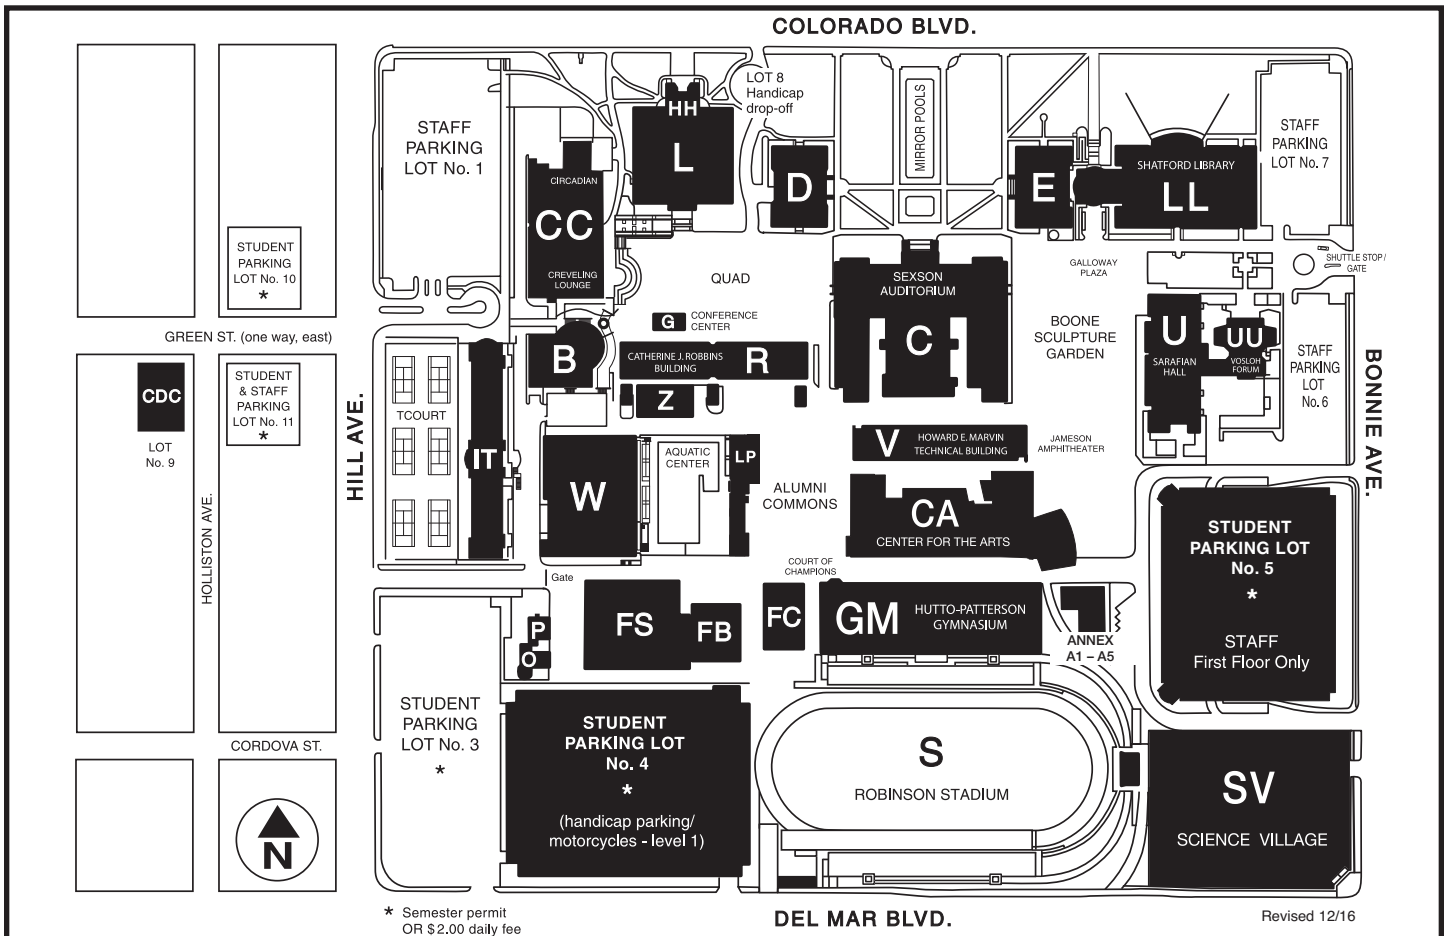 COLORADO BLVD.
STAFF
PARKING
LOT No. 1
STUDENT
PARKING
LOT No. 10
*
GREEN ST. (one way, east)
CDC
LOT
No. 9
STUDENT
& STAFF
PARKING
LOT No. 11
*
HOLLISTON AVE.
HILL AVE.
CORDOVA ST.
N
TCOURT
IT
CIRCADIAN
CC
CREVELING
LOUNGE
HH
L
LOT 8
Handicap
drop-off
D
MIRROR POOLS
E
SHATFORD LIBRARY
LL
STAFF
PARKING
LOT No. 7
QUAD
SEXSON
AUDITORIUM
C
GALLOWAY
PLAZA
SHUTTLE STOP /
GATE
G
CONFERENCE
CENTER
B
CATHERINE J. ROBBINS
BUILDING
R
Z
BOONE
SCULPTURE
GARDEN
U
SARAFIAN
HALL
UU
VOSLOH
FORUM
STAFF
PARKING
LOT
No. 6
BONNIE AVE.
W
AQUATIC
CENTER
LP
ALUMNI
COMMONS
V
HOWARD E. MARVIN
TECHNICAL BUILDING
JAMESON
AMPHITHEATER
CA
CENTER FOR THE ARTS
COURT OF
CHAMPIONS
Gate
P
O
FS
FB
FC
GM
HUTTO-PATTERSON
GYMNASIUM
ANNEX
A1 – A5
STUDENT
PARKING LOT
No. 5
*
STAFF
First Floor Only
STUDENT
PARKING
LOT No. 3
*
STUDENT
PARKING LOT
No. 4
*
(handicap parking/
motorcycles - level 1)
S
ROBINSON STADIUM
SV
SCIENCE VILLAGE
* Semester permit
OR $2.00 daily fee
DEL MAR BLVD.
Revised 12/16